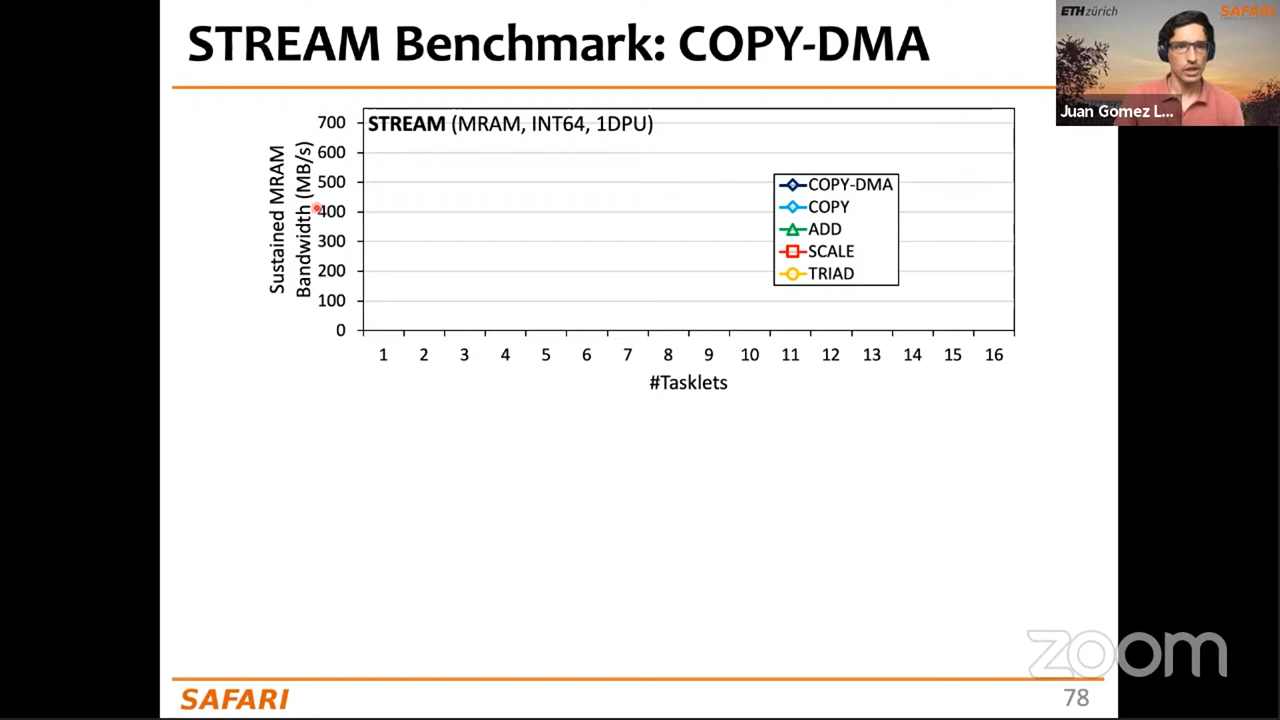 STREAM Benchmark: COPY-DMA
ETH zürich
SAFARI
Juan Gomez L...
STREAM (MRAM, INT64, 1DPU)
Sustained MRAM
Bandwidth (MB/s)
700
600
500
400
300
200
100
0
COPY-DMA
COPY
ADD
SCALE
TRIAD
1 2 3 4 5 6 7 8 9 10 11 12 13 14 15 16
#Tasklets
zoom
SAFARI
78